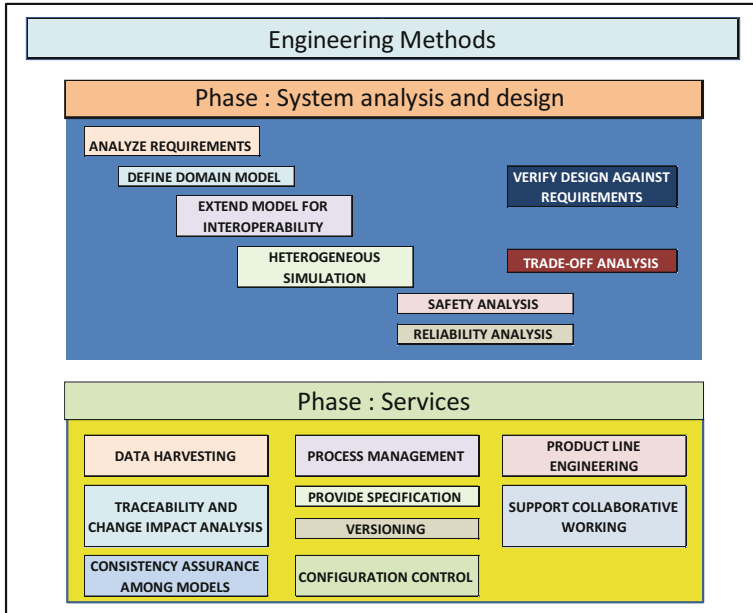 Engineering Methods
Phase : System analysis and design
ANALYZE REQUIREMENTS
DEFINE DOMAIN MODEL
VERIFY DESIGN AGAINST
REQUIREMENTS
EXTEND MODEL FOR
INTEROPERABILITY
HETEROGENEOUS
SIMULATION
TRADE-OFF ANALYSIS
SAFETY ANALYSIS
RELIABILITY ANALYSIS
Phase : Services
DATA HARVESTING
PROCESS MANAGEMENT
PRODUCT LINE
ENGINEERING
TRACEABILITY AND
CHANGE IMPACT ANALYSIS
PROVIDE SPECIFICATION
VERSIONING
SUPPORT COLLABORATIVE
WORKING
CONSISTENCY ASSURANCE
AMONG MODELS
CONFIGURATION CONTROL